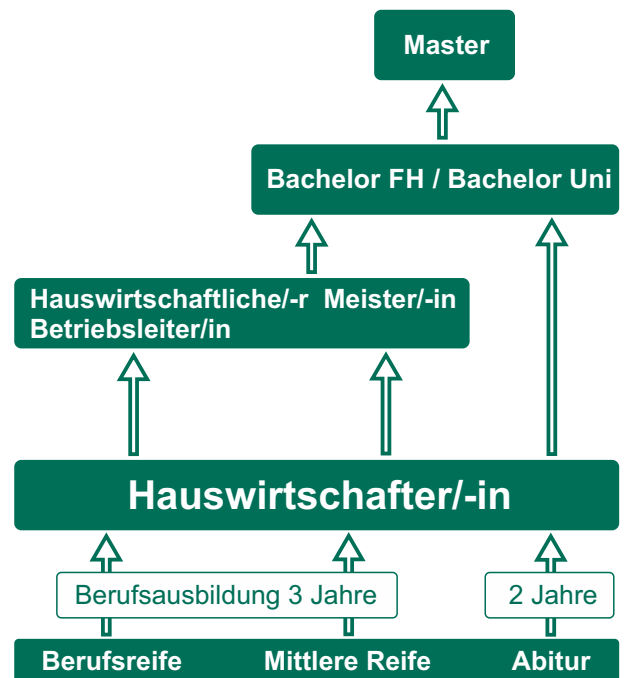 Master
Bachelor FH / Bachelor Uni
Hauswirtschaftliche/-r Meister/-in
Betriebsleiter/in
Hauswirtschafter/-in
Berufsausbildung 3 Jahre
2 Jahre
Berufsreife
Mittlere Reife
Abitur